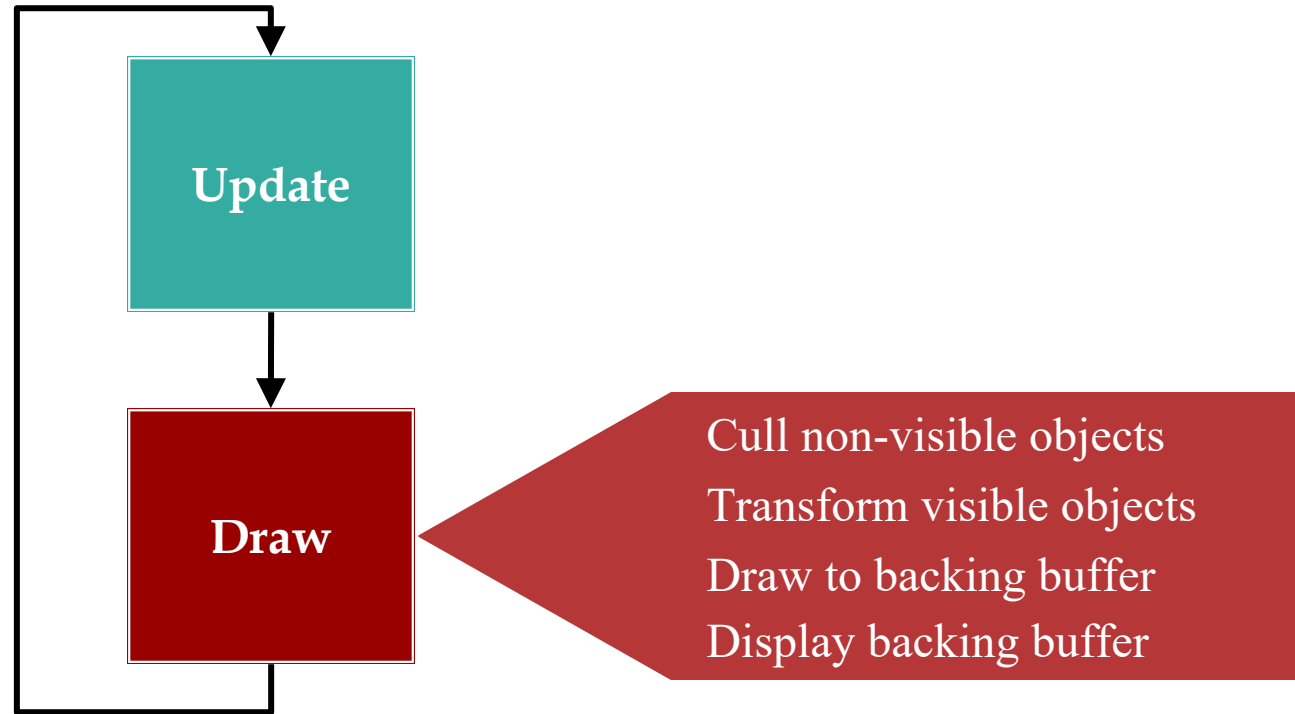 Update
Draw
Cull non-visible objects
Transform visible objects
Draw to backing buffer
Display backing buffer